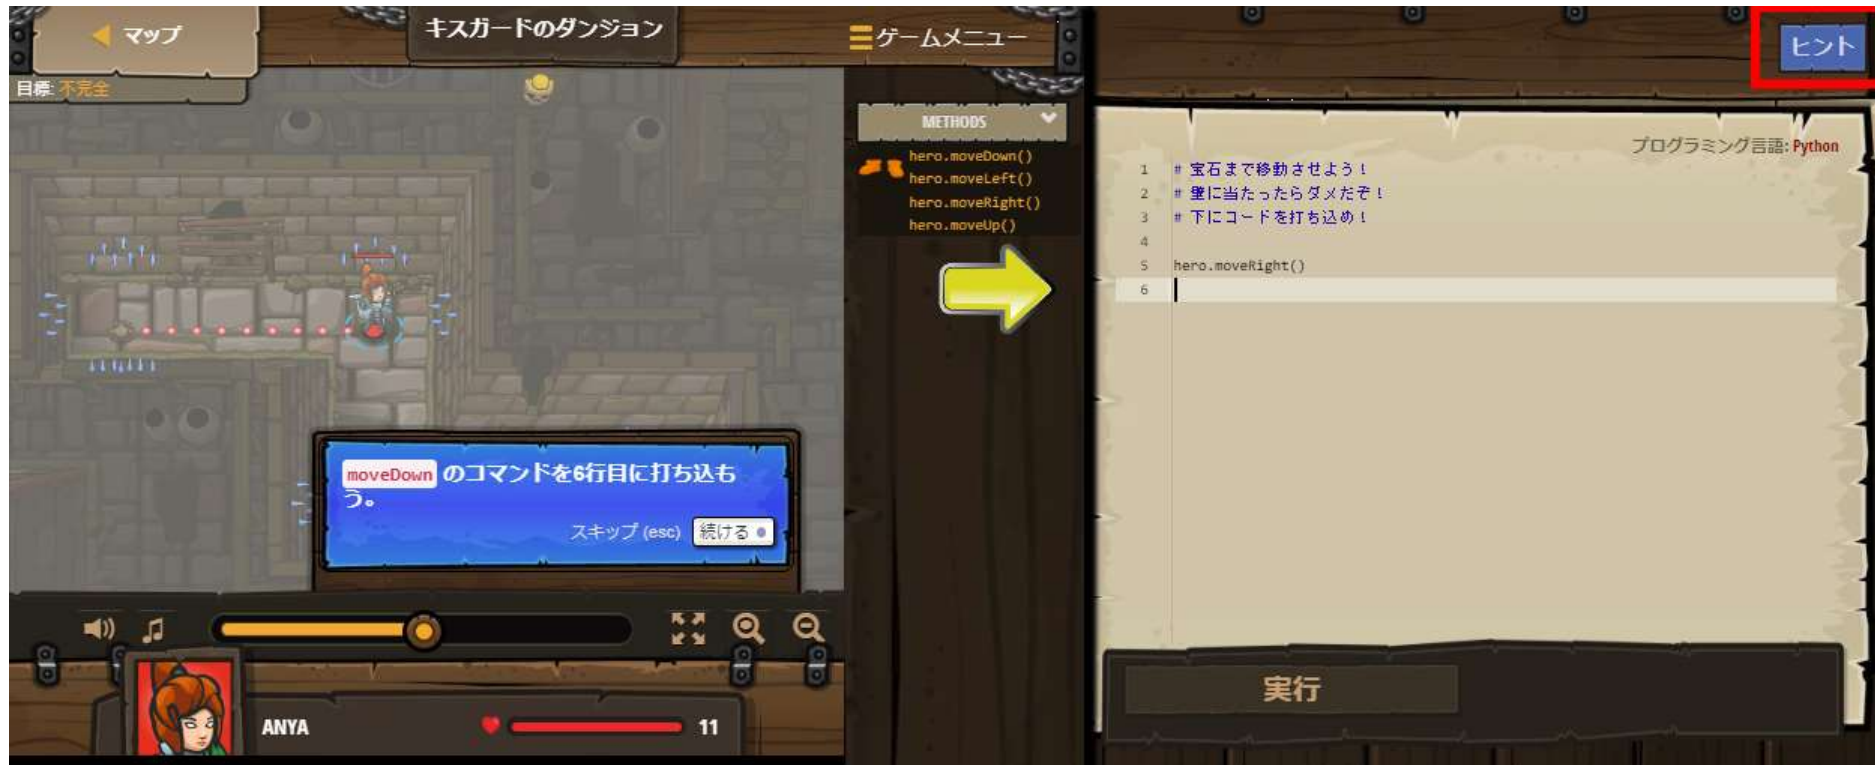 マップ
キスガードのダンジョン
ゲームメニュー
ヒント
目標: 不完全
METHODS
hero.moveDown()
hero.moveLeft()
hero.moveRight()
hero.moveUp()
プログラミング言語: Python
1 # 宝石まで移動させよう！
2 # 壁に当たったらダメだぞ！
3 # 下にコードを打ち込め！
4
5 hero.moveRight()
6
moveDown のコマンドを6行目に打ち込も
う。
スキップ (esc) 続ける
実行
ANYA 11